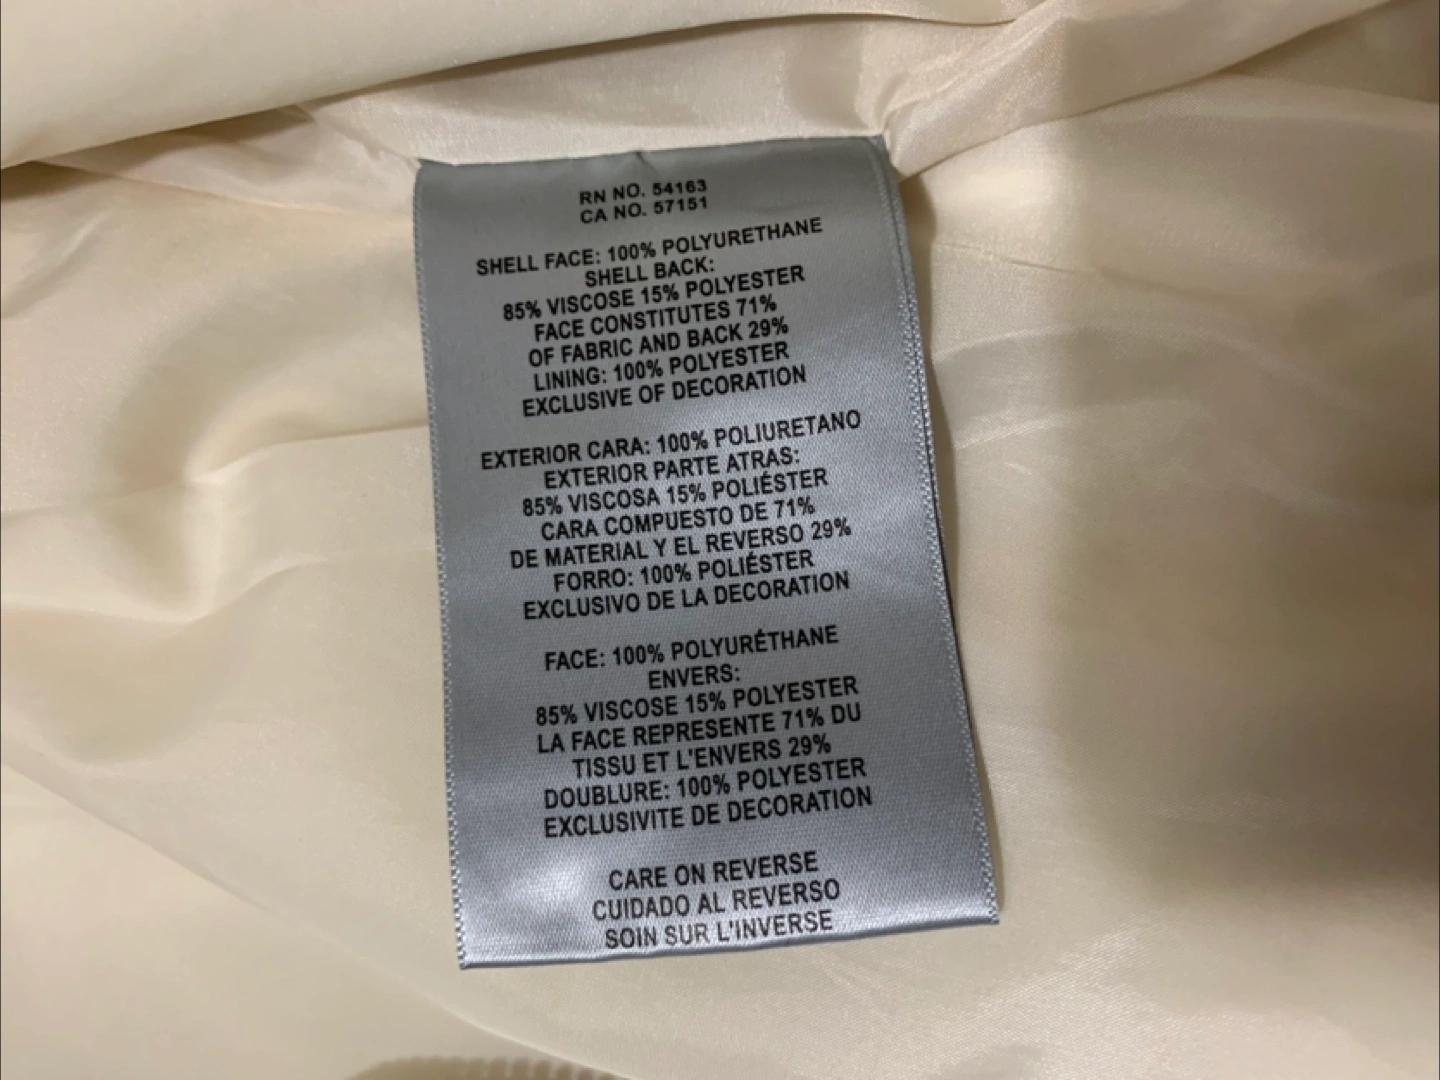 RN NO. 54163
CA NO. 57151
SHELL FACE: 100% POLYURETHANE
SHELL BACK:
85% VISCOSE 15% POLYESTER
FACE CONSTITUTES 71%
OF FABRIC AND BACK 29%
LINING: 100% POLYESTER
EXCLUSIVE OF DECORATION
EXTERIOR CARA: 100% POLIURETANO
EXTERIOR PARTE ATRAS:
85% VISCOSA 15% POLIÉSTER
CARA COMPUESTO DE 71%
DE MATERIAL Y EL REVERSO 29%
FORRO: 100% POLIÉSTER
EXCLUSIVO DE LA DECORATION
FACE: 100% POLYURÉTHANE
ENVERS:
85% VISCOSE 15% POLYESTER
LA FACE REPRESENTE 71% DU
TISSU ET L'ENVERS 29%
DOUBLURE: 100% POLYESTER
EXCLUSIVITE DE DECORATION
CARE ON REVERSE
CUIDADO AL REVERSO
SOIN SUR L'INVERSE